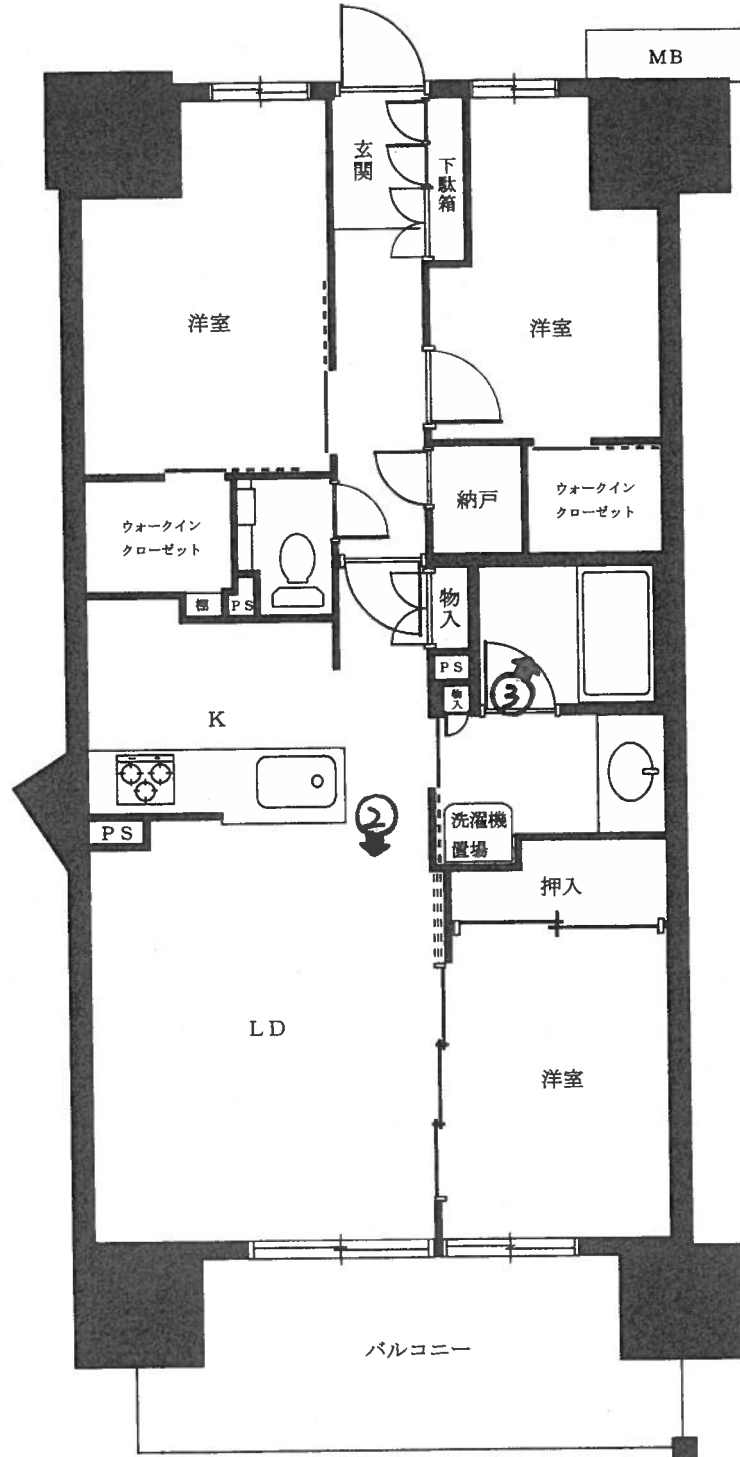 MB
玄関
下駄箱
洋室
洋室
ウォークイン
クローゼット
納戸
ウォークイン
クローゼット
棚
PS
物入
PS
物入
K
③
②
洗濯機
置場
PS
押入
LD
洋室
バルコニー